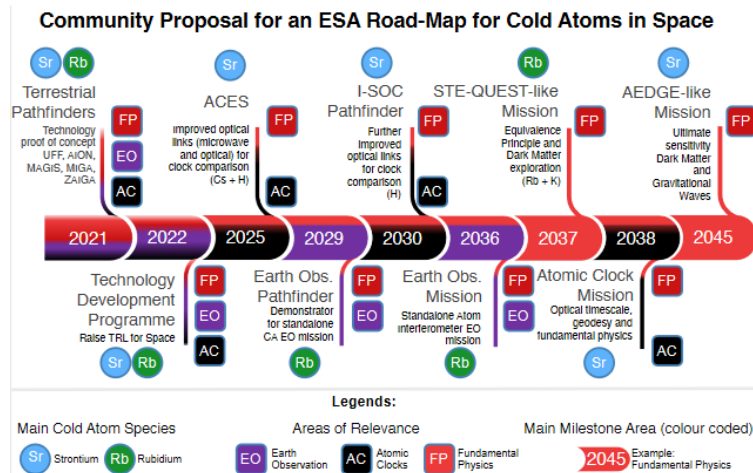 Community Proposal for an ESA Road-Map for Cold Atoms in Space
Sr Rb
Terrestrial
Pathfinders
Technology
proof of concept
UFF, AION,
MAGIS, MIGA,
ZAIGA
FP
EO
AC
Sr
ACES
Improved optical
links (microwave
and optical) for
clock comparison
(Cs + H)
FP
AC
Sr
I-SOC
Pathfinder
Further
Improved
optical links
for clock
comparison
(H)
FP
AC
Rb
STE-QUEST-like
Mission
Equivalence
Principle and
Dark Matter
exploration
(Rb + K)
FP
Sr
AEDGE-like
Mission
Ultimate
sensitivity
Dark Matter
and
Gravitational
Waves
FP
2021 2022 2025 2029 2030 2036 2037 2038 2045
Technology
Development
Programme
Raise TRL for Space
FP
EO
AC
Sr Rb
Earth Obs.
Pathfinder
Demonstrator
for standalone
CA EO mission
FP
EO
Rb
Earth Obs.
Mission
Standalone Atom
Interferometer EO
mission
FP
EO
Rb
Atomic Clock
Mission
Optical timescale,
geodesy and
fundamental physics
FP
AC
Sr
Legends:
Main Cold Atom Species
Sr Strontium
Rb Rubidium
Areas of Relevance
EO Earth
Observation
AC Atomic
Clocks
FP Fundamental
Physics
Main Milestone Area (colour coded)
2045 Example:
Fundamental Physics